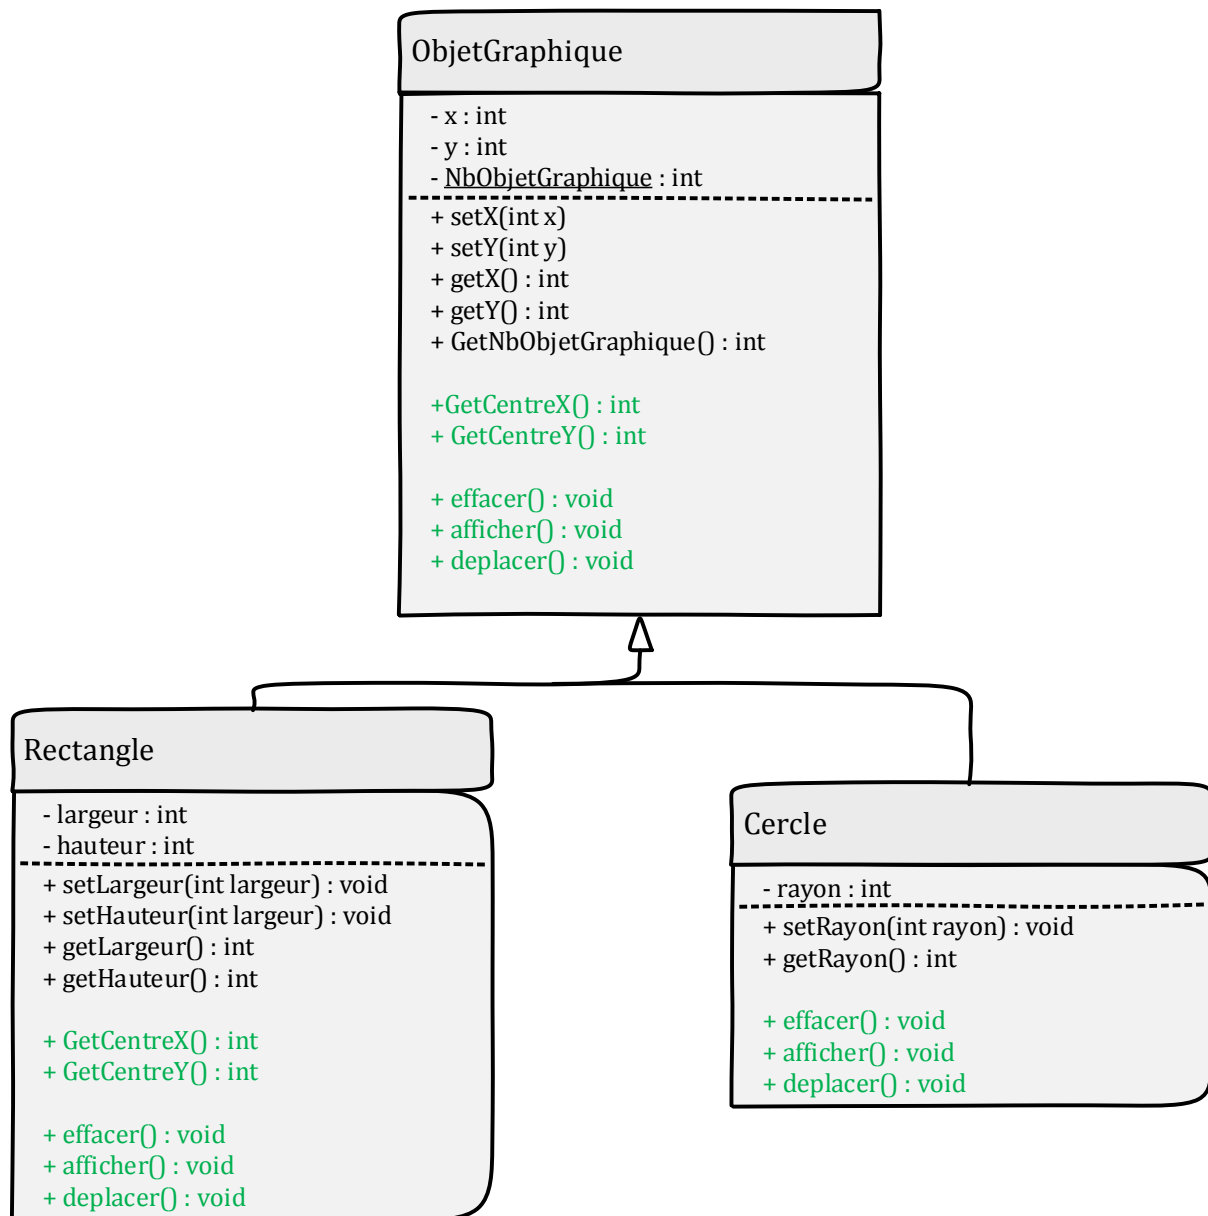 ObjetGraphique
- x : int
- y : int
- NbObjetGraphique : int
+ setX(int x)
+ setY(int y)
+ getX() : int
+ getY() : int
+ GetNbObjetGraphique() : int
+GetCentreX() : int
+ GetCentreY() : int
+ effacer() : void
+ afficher() : void
+ deplacer() : void
Rectangle
- largeur : int
- hauteur : int
+ setLargeur(int largeur) : void
+ setHauteur(int largeur) : void
+ getLargeur() : int
+ getHauteur() : int
+ GetCentreX() : int
+ GetCentreY() : int
+ effacer() : void
+ afficher() : void
+ deplacer() : void
Cercle
- rayon : int
+ setRayon(int rayon) : void
+ getRayon() : int
+ effacer() : void
+ afficher() : void
+ deplacer() : void